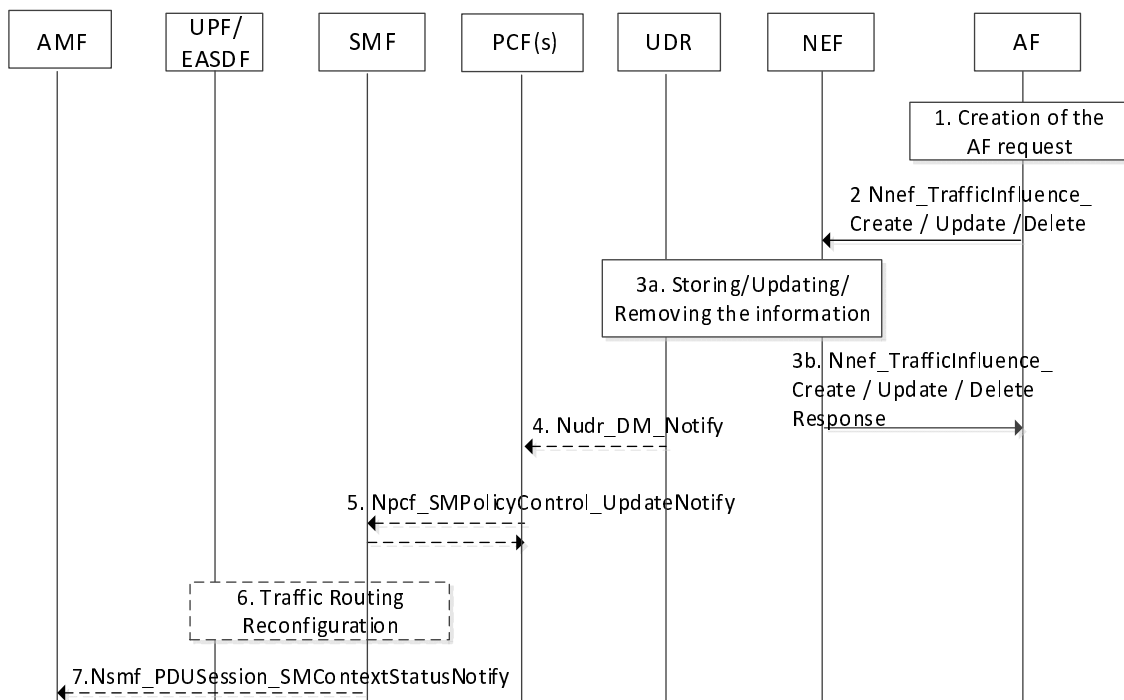 AMF
UPF/
EASDF
SMF
PCF(s)
UDR
NEF
AF
1. Creation of the
AF request
2 Nnef_TrafficInfluence_
Create / Update /Delete
3a. Storing/Updating/
Removing the information
3b. Nnef_TrafficInfluence_
Create / Update / Delete
Response
4. Nudr_DM_Notify
5. Npcf_SMPolicyControl_UpdateNotify
6. Traffic Routing
Reconfiguration
7.Nsmf_PDUSession_SMContextStatusNotify